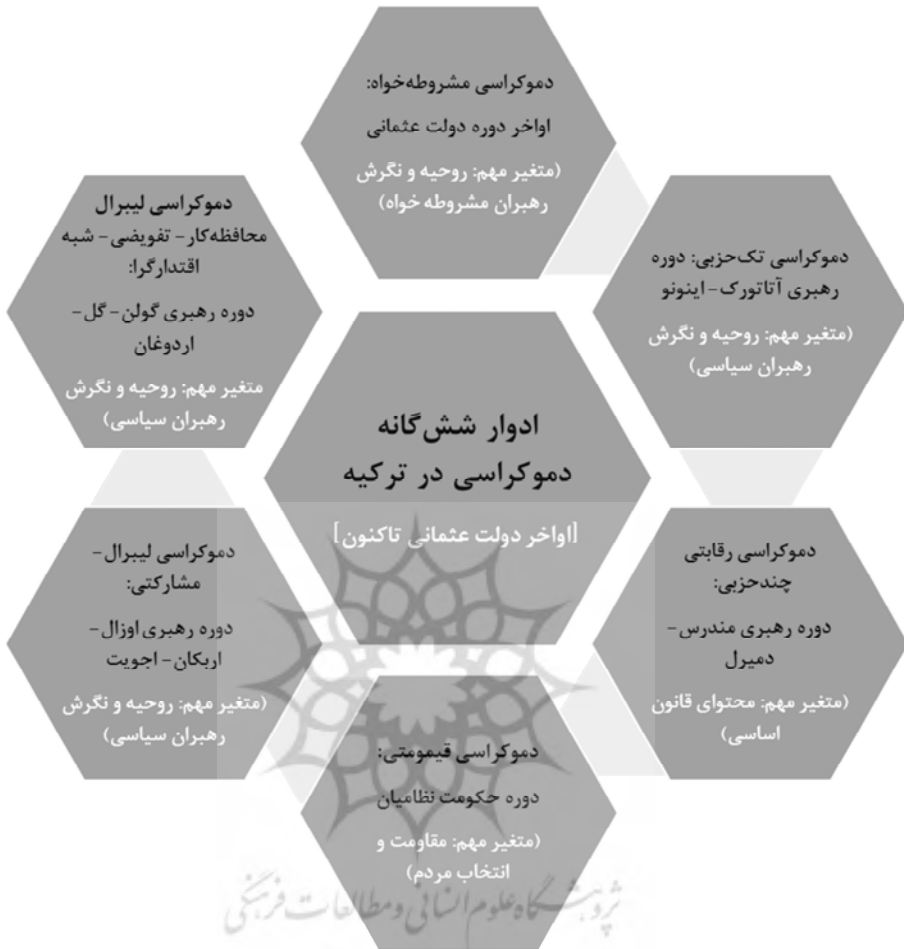 دموکراسی مشروطه‌خواه:
اواخر دوره دولت عثمانی
(متغیر مهم: روحیه و نگرش
رهبران مشروطه خواه)
دموکراسی تک‌حزبی: دوره
رهبری آتاتورک- اینونو
(متغیر مهم: روحیه و نگرش
رهبران سیاسی)
دموکراسی رقابتی
چندحزبی:
دوره رهبری مندرس-
دمیرل
(متغیر مهم: محتوای قانون
اساسی)
دموکراسی قیمومتی:
دوره حکومت نظامیان
(متغیر مهم: مقاومت و
انتخاب مردم)
دموکراسی لیبرال-
مشارکتی:
دوره رهبری اوزال-
اربکان- اجویت
(متغیر مهم: روحیه و نگرش
رهبران سیاسی)
دموکراسی لیبرال
محافظه‌کار- تفویضی- شبه
اقتدارگرا:
دوره رهبری گولن- گل-
اردوغان
متغیر مهم: روحیه و نگرش
رهبران سیاسی)
ادوار شش‌گانه
دموکراسی در ترکیه
[اواخر دولت عثمانی تاکنون]
پژوهشگاه علوم انسانی و مطالعات فرهنگی